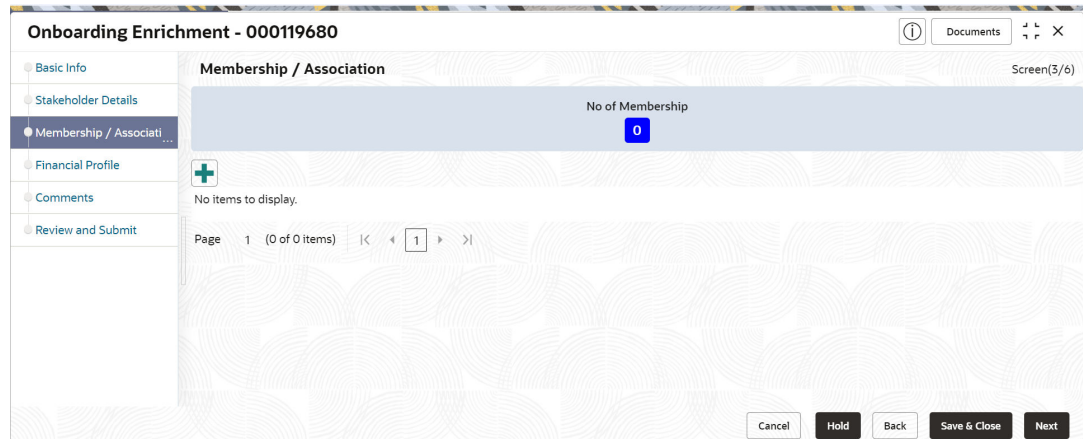 Onboarding Enrichment - 000119680
Documents
Basic Info
Stakeholder Details
Membership / Associati...
Financial Profile
Comments
Review and Submit
Membership / Association
Screen(3/6)
No of Membership
0
No items to display.
Page 1 (0 of 0 items) 1
Cancel Hold Back Save & Close Next